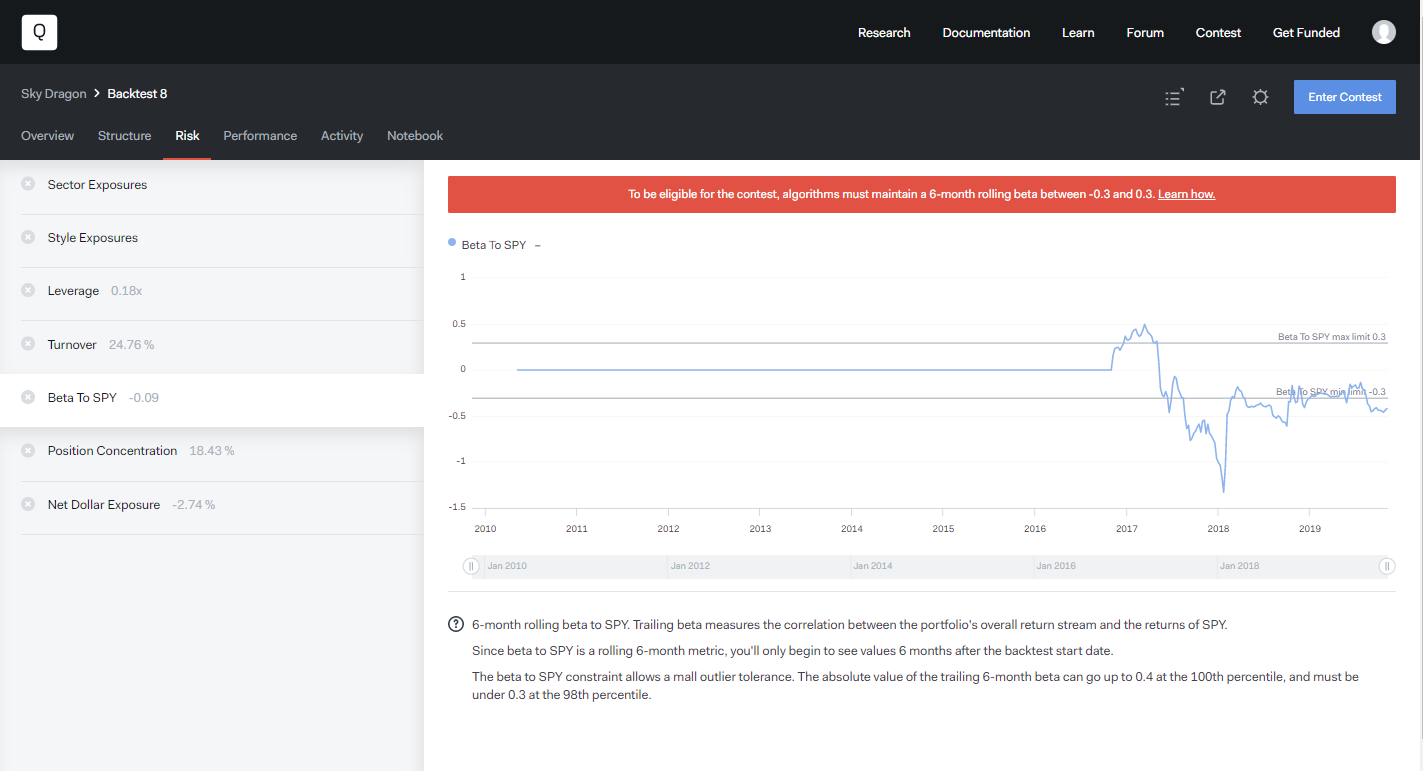 Q
Research Documentation Learn Forum Contest Get Funded
Sky Dragon > Backtest 8
Enter Contest
Overview Structure Risk Performance Activity Notebook
Sector Exposures
Style Exposures
Leverage 0.18x
Turnover 24.76 %
Beta To SPY -0.09
Position Concentration 18.43 %
Net Dollar Exposure -2.74 %
To be eligible for the contest, algorithms must maintain a 6-month rolling beta between -0.3 and 0.3. Learn how.
Beta To SPY –
1
0.5
Beta To SPY max limit 0.3
0
Beta To SPY min limit -0.3
-0.5
-1
-1.5
2010 2011 2012 2013 2014 2015 2016 2017 2018 2019
Jan 2010 Jan 2012 Jan 2014 Jan 2016 Jan 2018
? 6-month rolling beta to SPY. Trailing beta measures the correlation between the portfolio's overall return stream and the returns of SPY.
Since beta to SPY is a rolling 6-month metric, you'll only begin to see values 6 months after the backtest start date.
The beta to SPY constraint allows a mall outlier tolerance. The absolute value of the trailing 6-month beta can go up to 0.4 at the 100th percentile, and must be
under 0.3 at the 98th percentile.